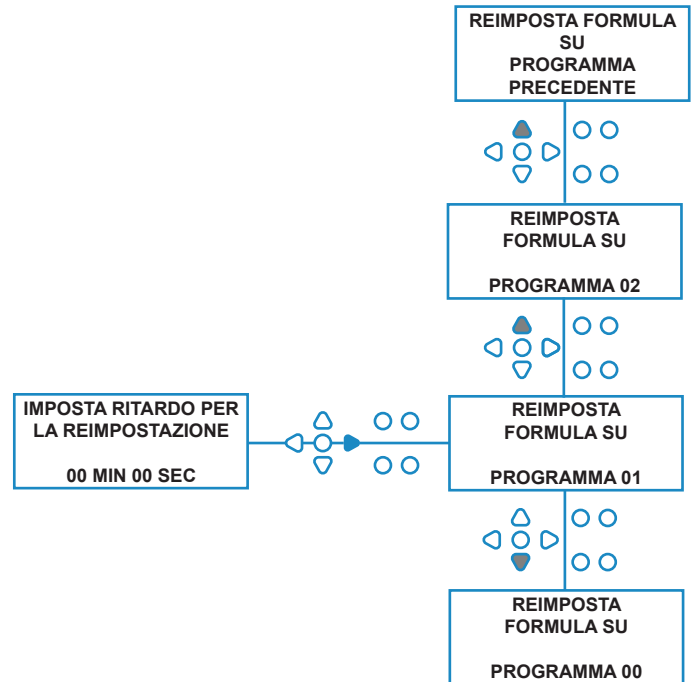 REIMPOSTA FORMULA
SU
PROGRAMMA
PRECEDENTE
REIMPOSTA
FORMULA SU
PROGRAMMA 02
IMPOSTA RITARDO PER
LA REIMPOSTAZIONE
00 MIN 00 SEC
REIMPOSTA
FORMULA SU
PROGRAMMA 01
REIMPOSTA
FORMULA SU
PROGRAMMA 00